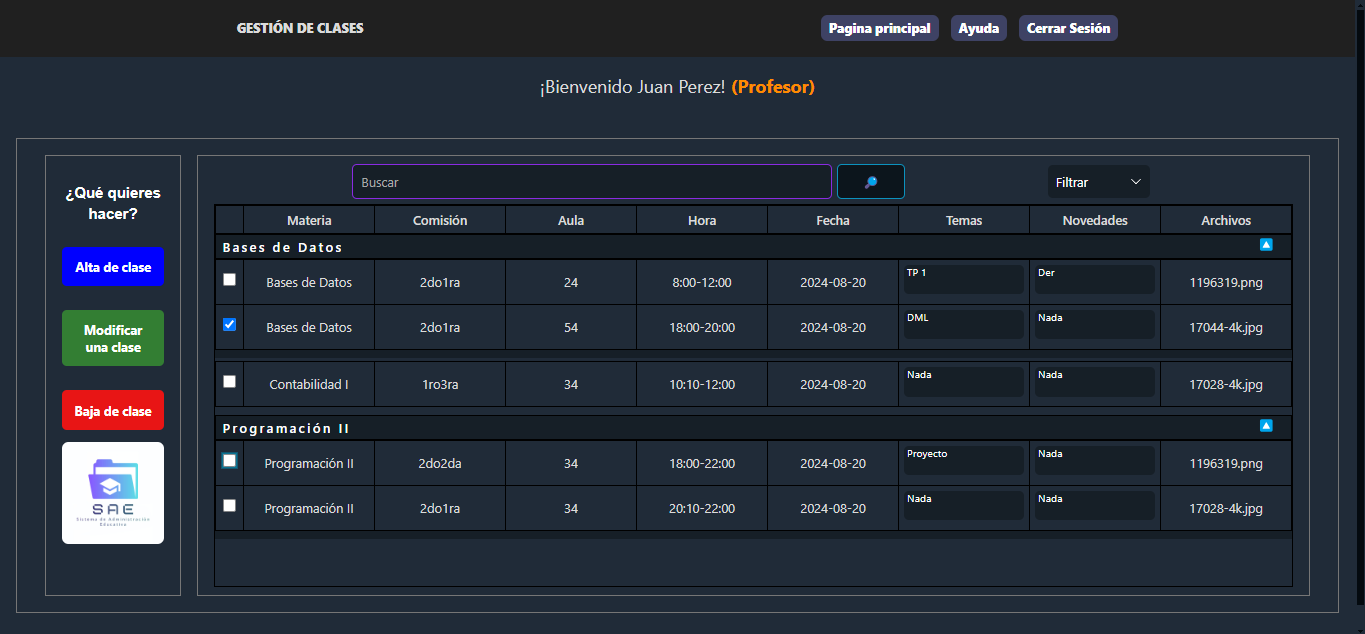 GESTIÓN DE CLASES
Pagina principal
Ayuda
Cerrar Sesión
¡Bienvenido Juan Perez! (Profesor)
¿Qué quieres
hacer?
Alta de clase
Modificar
una clase
Baja de clase
SAE
Sistema de Administración
Educativa
Buscar
Filtrar
Materia Comisión Aula Hora Fecha Temas Novedades Archivos
Bases de Datos
Bases de Datos 2do1ra 24 8:00-12:00 2024-08-20 TP 1 Der 1196319.png
Bases de Datos 2do1ra 54 18:00-20:00 2024-08-20 DML Nada 17044-4k.jpg
Contabilidad I 1ro3ra 34 10:10-12:00 2024-08-20 Nada Nada 17028-4k.jpg
Programación II
Programación II 2do2da 34 18:00-22:00 2024-08-20 Proyecto Nada 1196319.png
Programación II 2do1ra 34 20:10-22:00 2024-08-20 Nada Nada 17028-4k.jpg